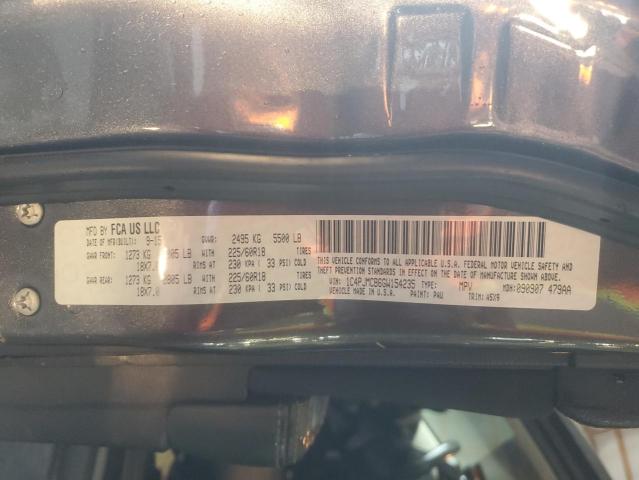 MFD BY FCA US LLC
DATE OF MFR(BUILT): 9-15 GVWR: 2495 KG 5500 LB
GAWR FRONT: 1273 KG 2805 LB 225/60R18 TIRES
18X7.0 RIMS AT 230 KPA ( 33 PSI) COLD
GAWR REAR: 1273 KG 2805 LB 225/60R18 TIRES
18X7.0 RIMS AT 230 KPA ( 33 PSI) COLD
THIS VEHICLE CONFORMS TO ALL APPLICABLE U.S.A. FEDERAL MOTOR VEHICLE SAFETY AND
THEFT PREVENTION STANDARDS IN EFFECT ON THE DATE OF MANUFACTURE SHOWN ABOVE.
VIN: 1C4PJMCB6GW154235 TYPE: MPV MDH: 090307 479AA
VEHICLE MADE IN U.S.A. PAINT: PAU TRIM: A5X9